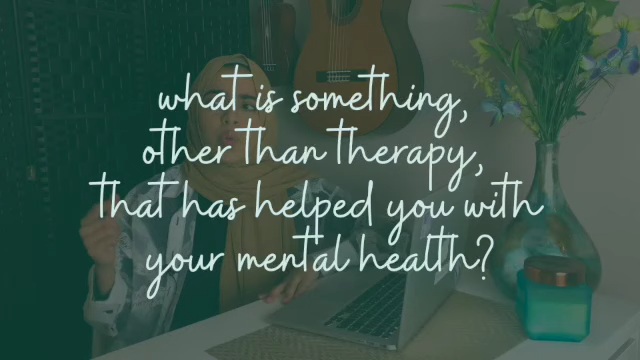 what is something,
other than therapy,
that has helped you with
your mental health?